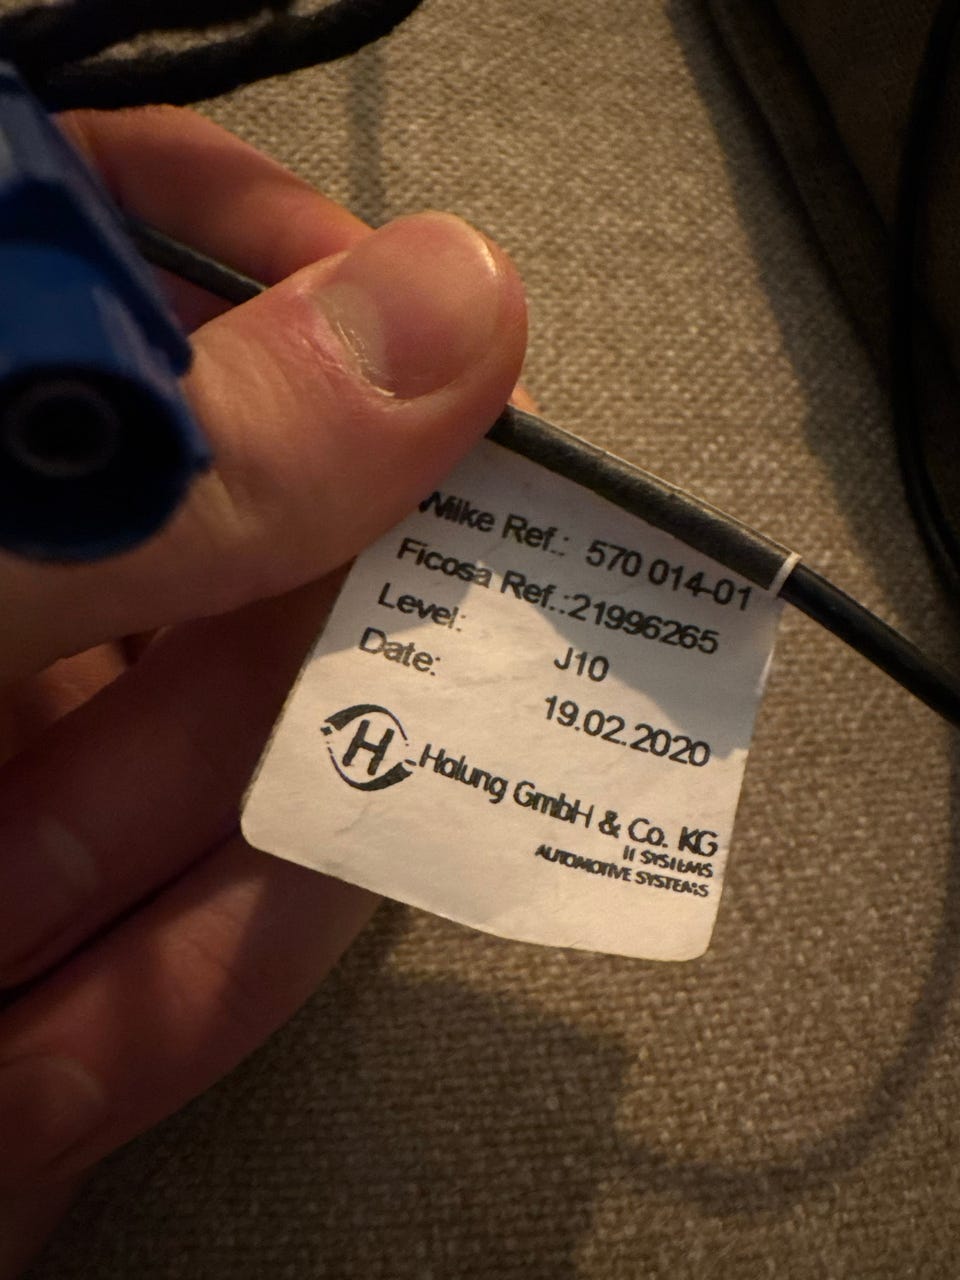 Wilke Ref.: 570 014-01
Ficosa Ref.:21996265
Level: J10
Date: 19.02.2020
H Halung GmbH & Co. KG
IT SYSTEMS
AUTOMOTIVE SYSTEMS